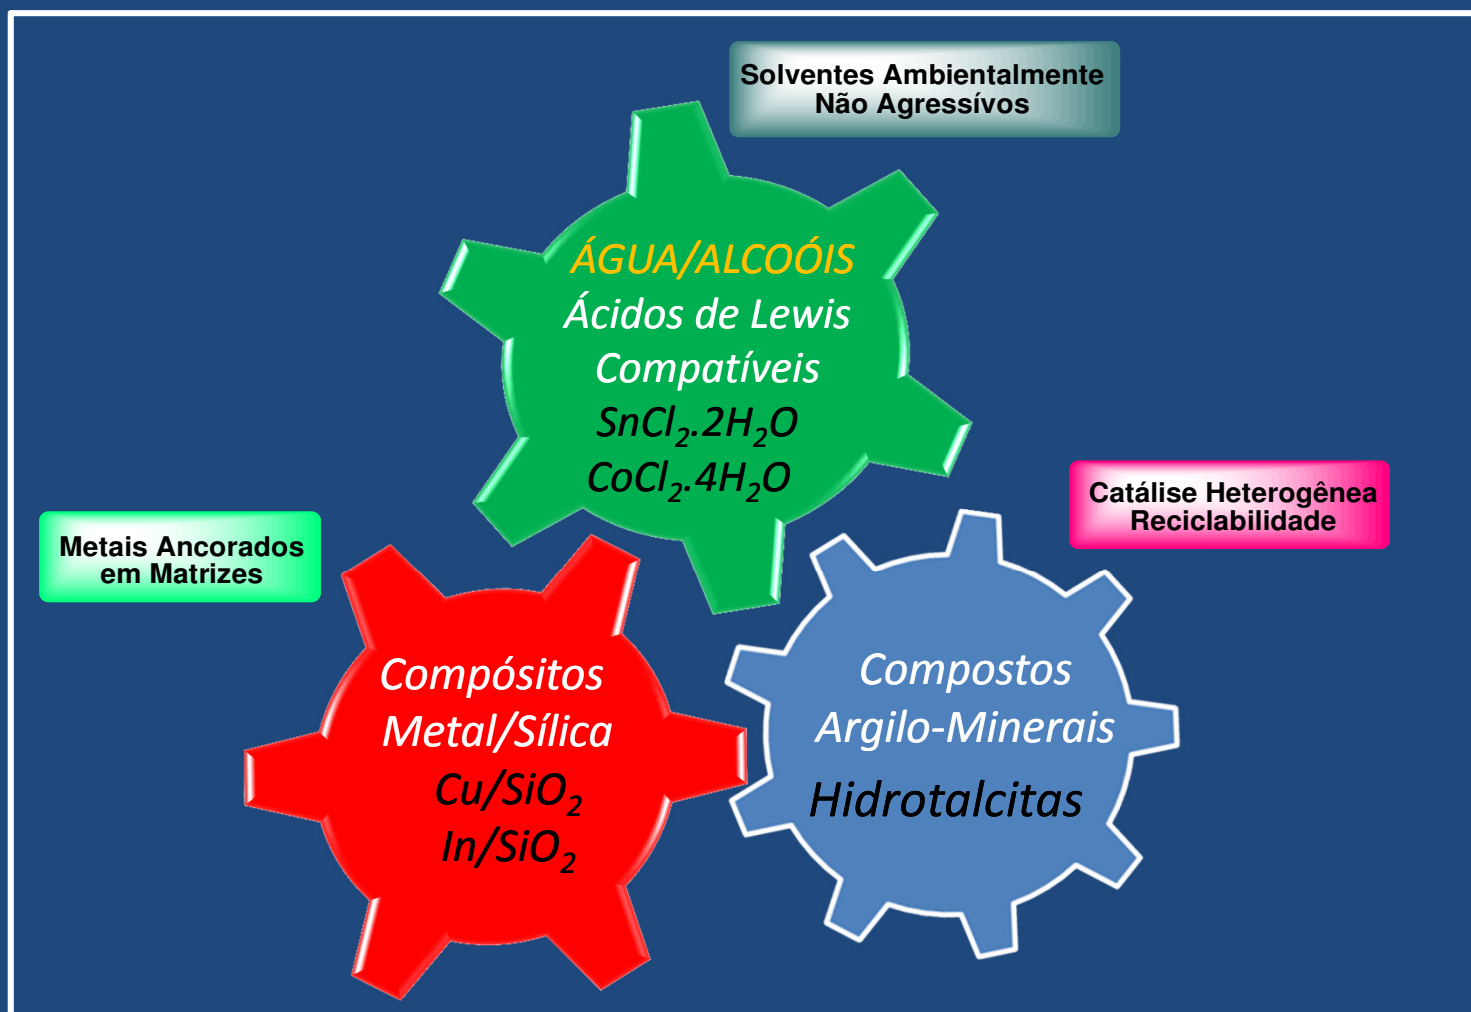 Solventes Ambientalmente
Não Agressívos
ÁGUA/ALCOÓIS
Ácidos de Lewis
Compatíveis
SnCl₂.2H₂O
CoCl₂.4H₂O
Catálise Heterogênea
Reciclabilidade
Metais Ancorados
em Matrizes
Compósitos
Metal/Sílica
Cu/SiO₂
In/SiO₂
Compostos
Argilo-Minerais
Hidrotalcitas